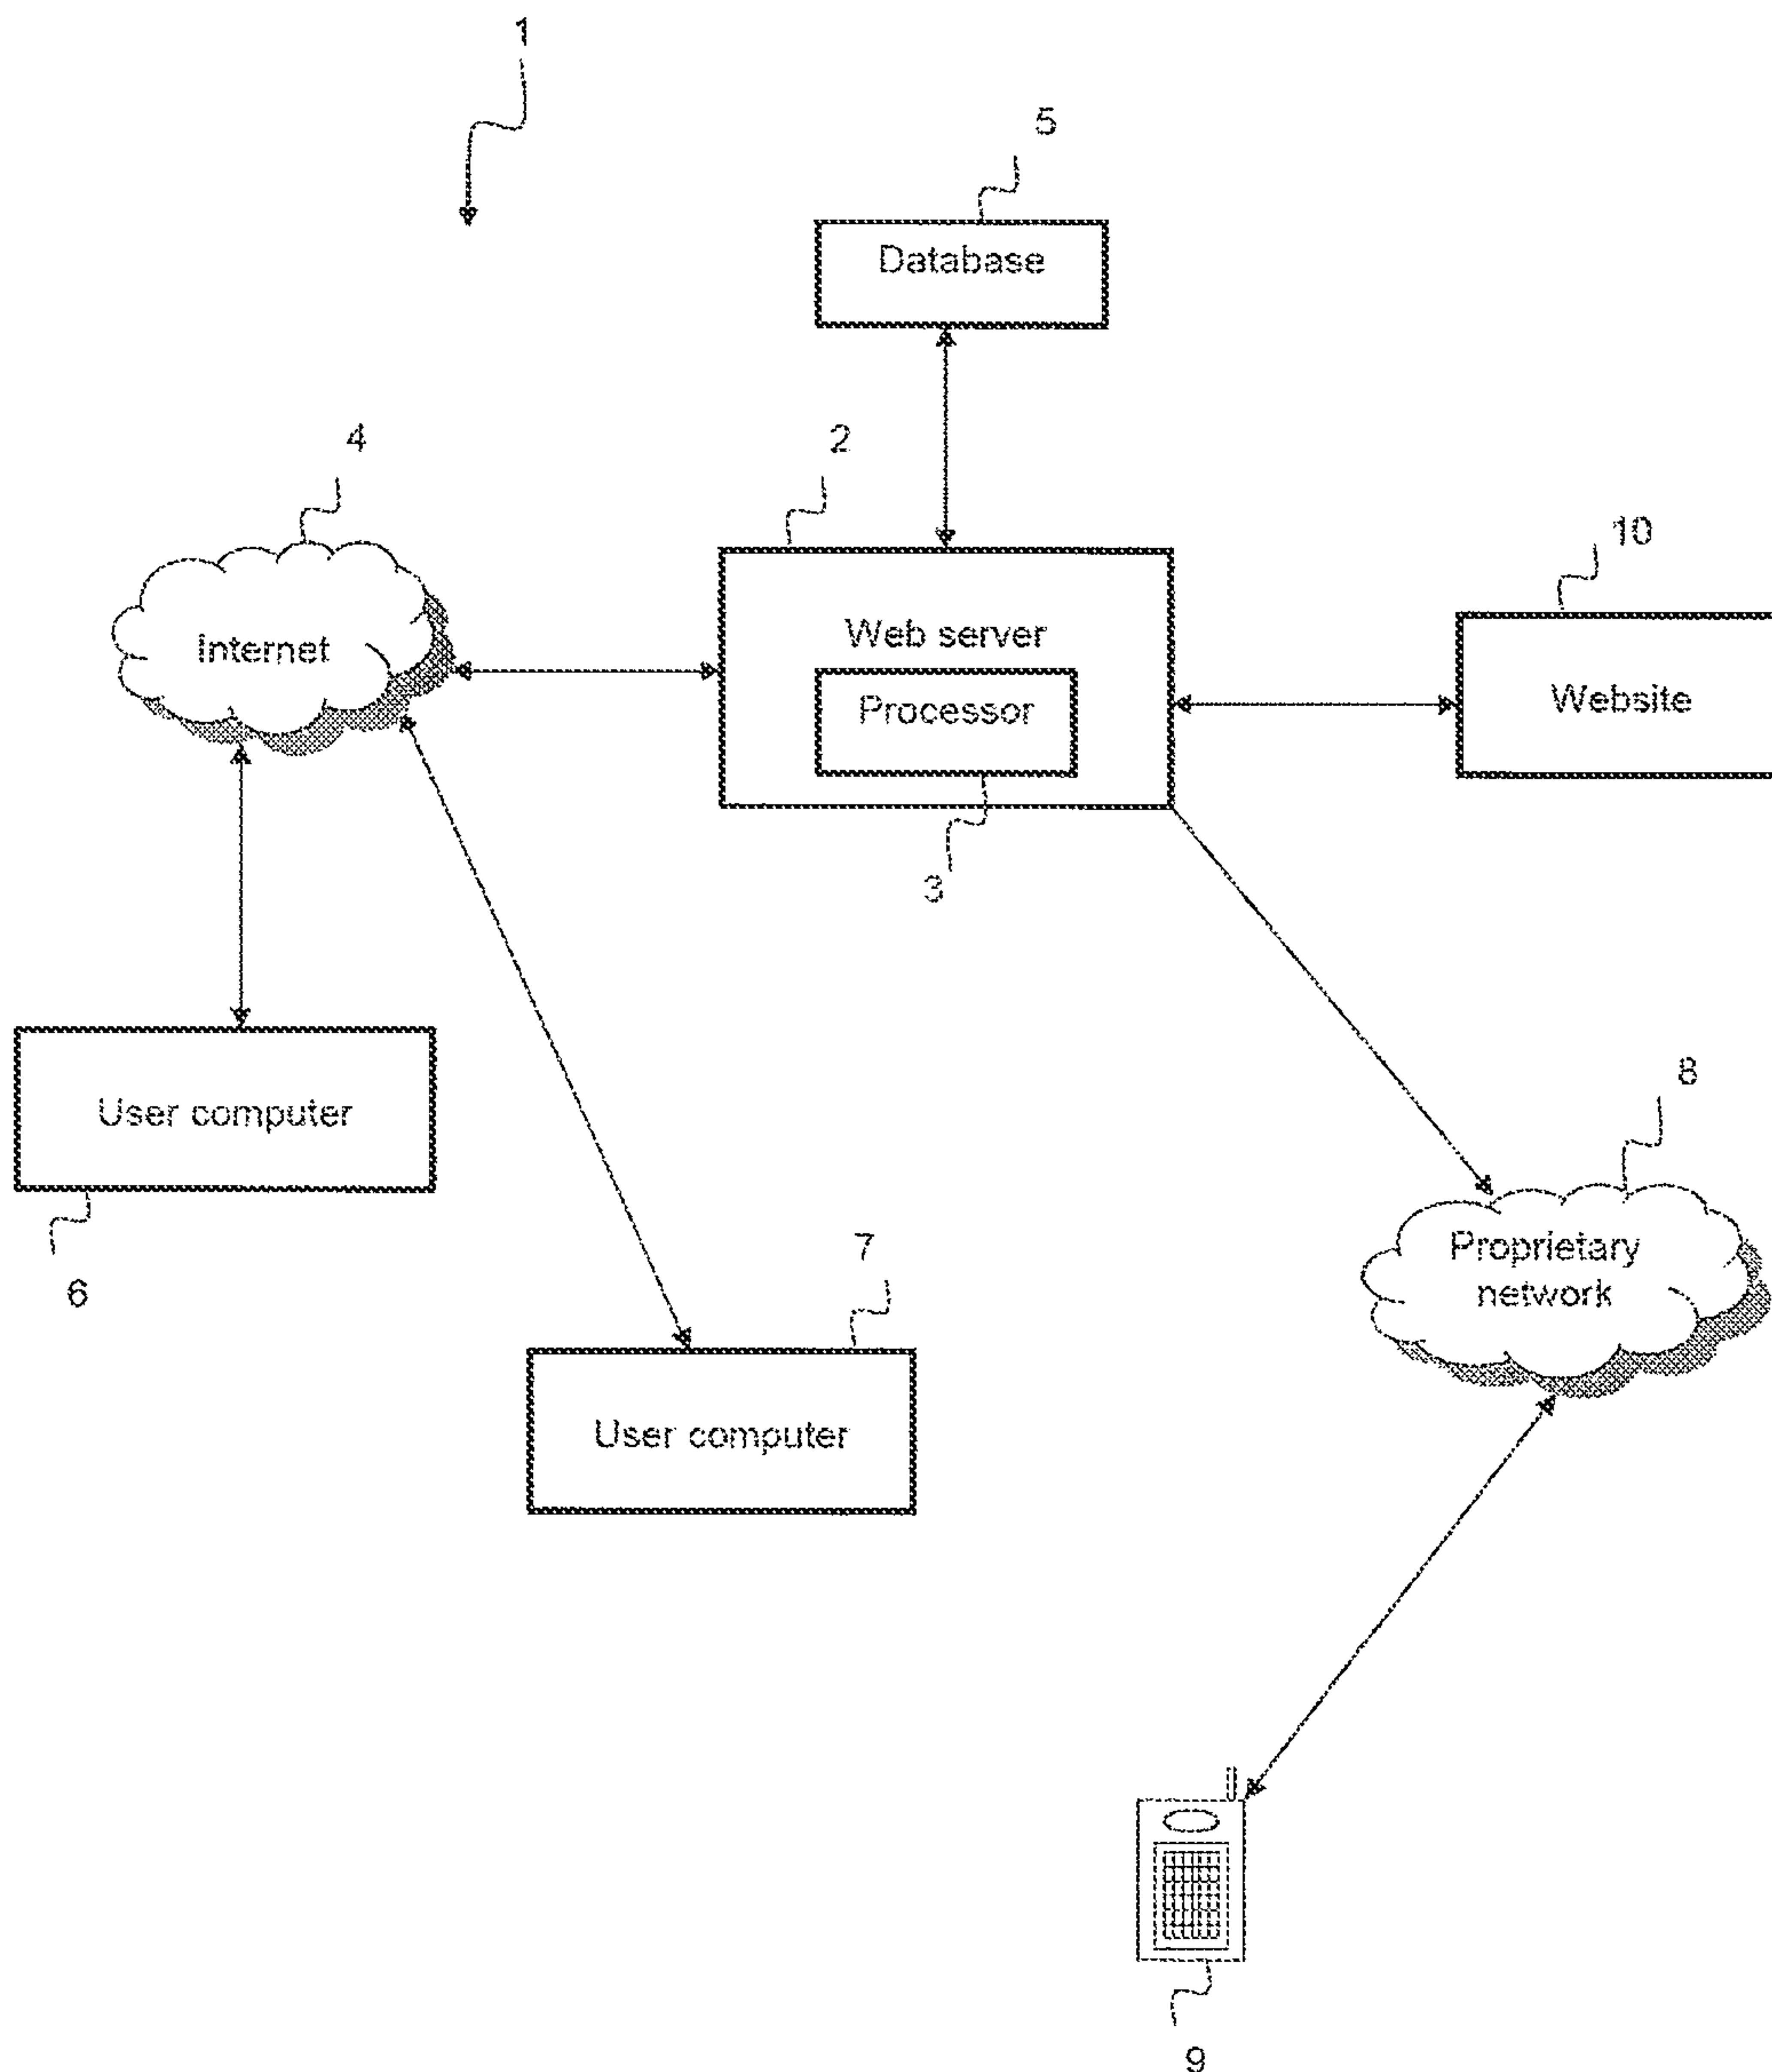 1
5
Database
4
2
10
Internet
Web server
Processor
Website
3
User computer
8
6
7
Proprietary
network
User computer
9